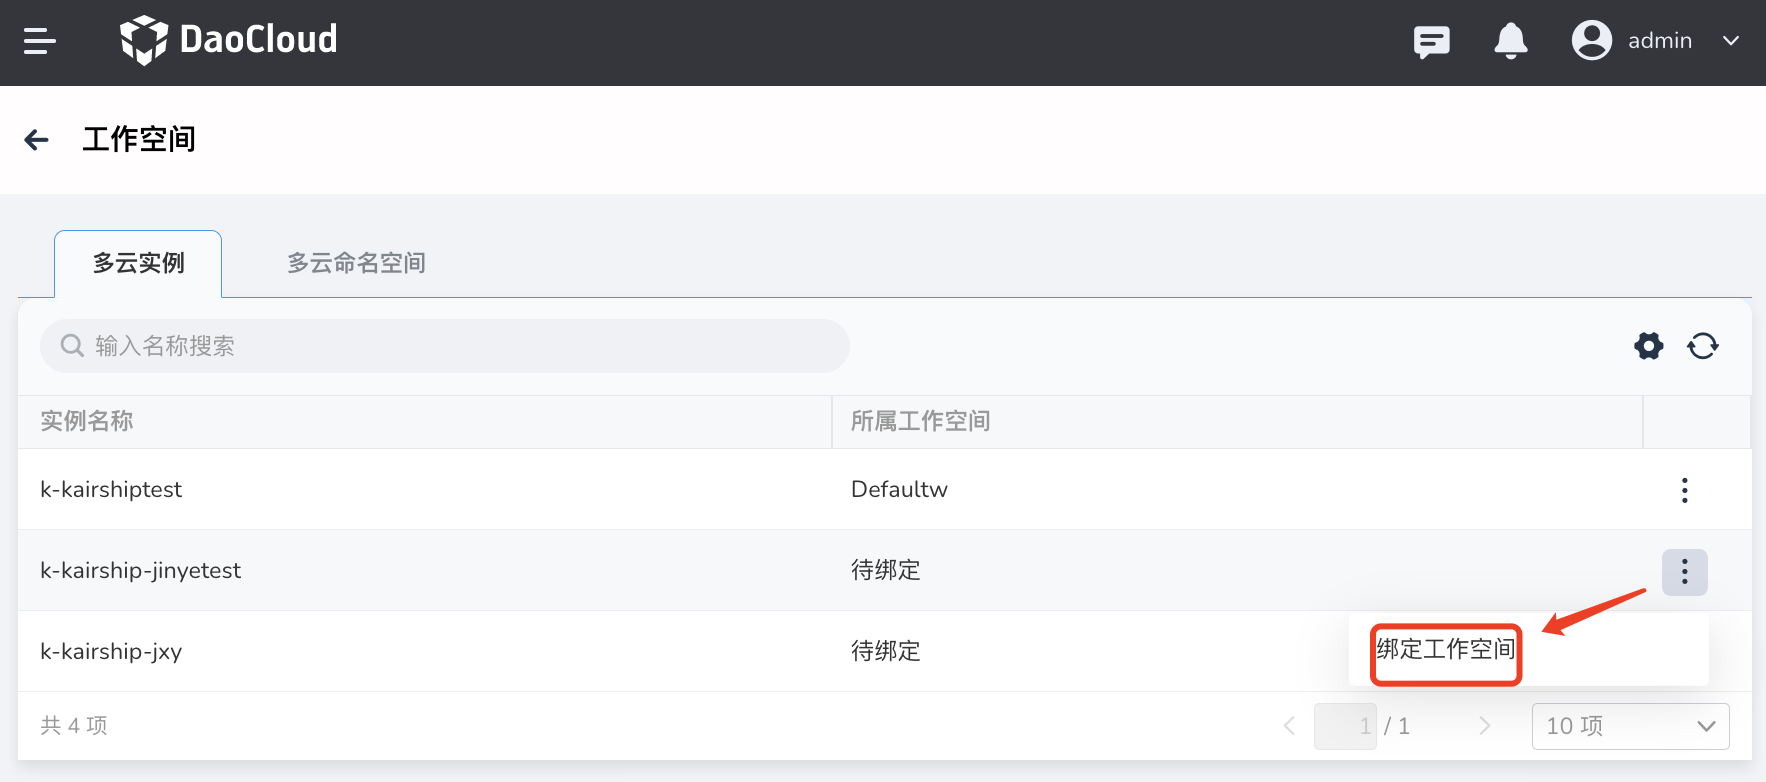 DaoCloud
admin
工作空间
多云实例
多云命名空间
输入名称搜索
实例名称
所属工作空间
k-kairshiptest
Defaultw
k-kairship-jinyetest
待绑定
k-kairship-jxy
待绑定
绑定工作空间
共 4 项
1 / 1
10 项